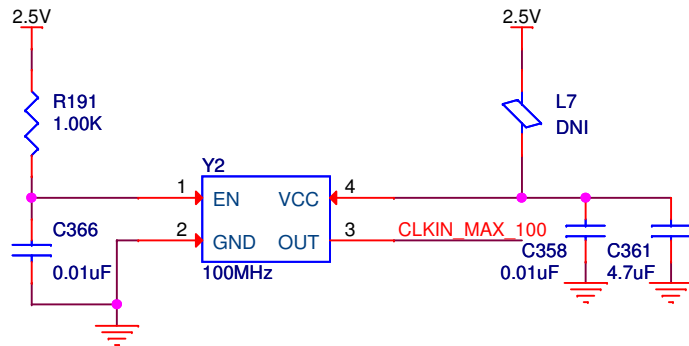 2.5V
2.5V
R191
1.00K
L7
DNI
Y2
1 EN VCC 4
2 GND OUT 3 CLKIN_MAX_100
100MHz
C366
0.01uF
C358
0.01uF
C361
4.7uF